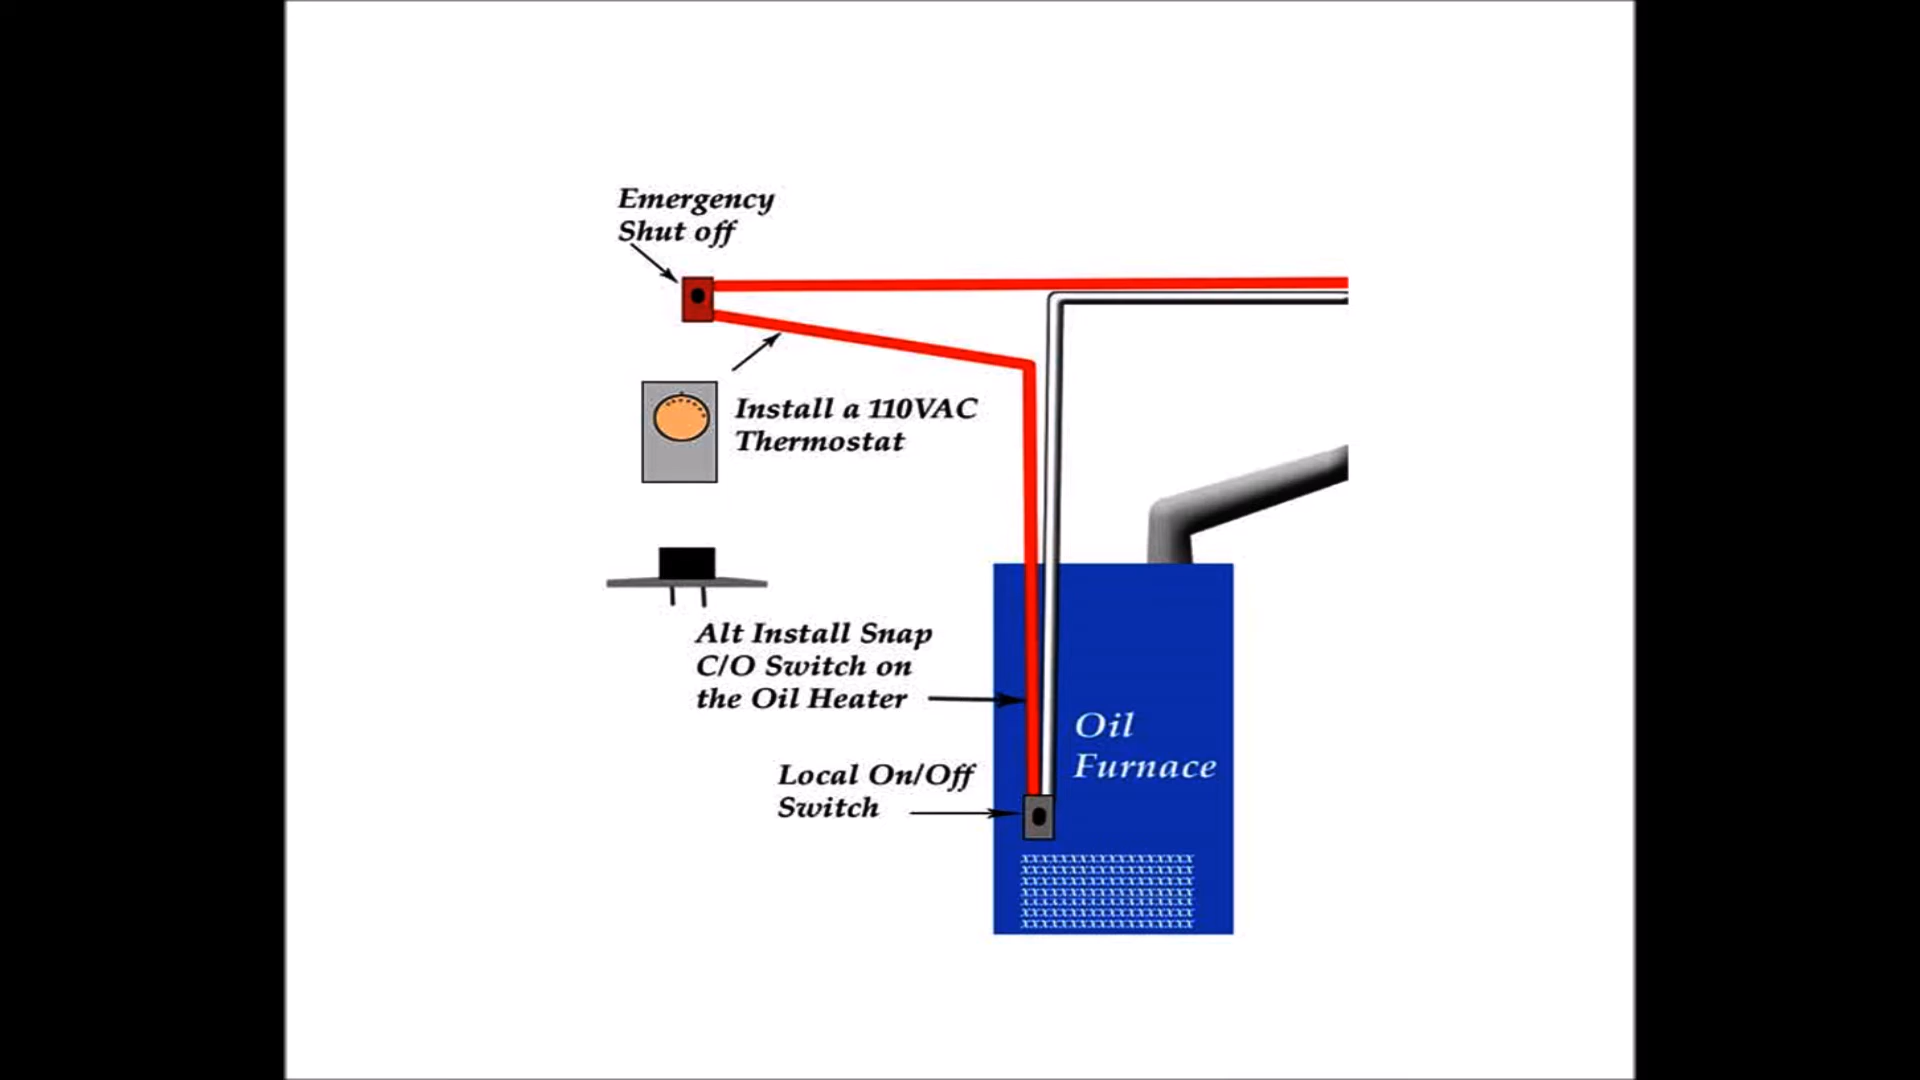 Emergency
Shut off
Install a 110VAC
Thermostat
Alt Install Snap
C/O Switch on
the Oil Heater
Oil
Furnace
Local On/Off
Switch